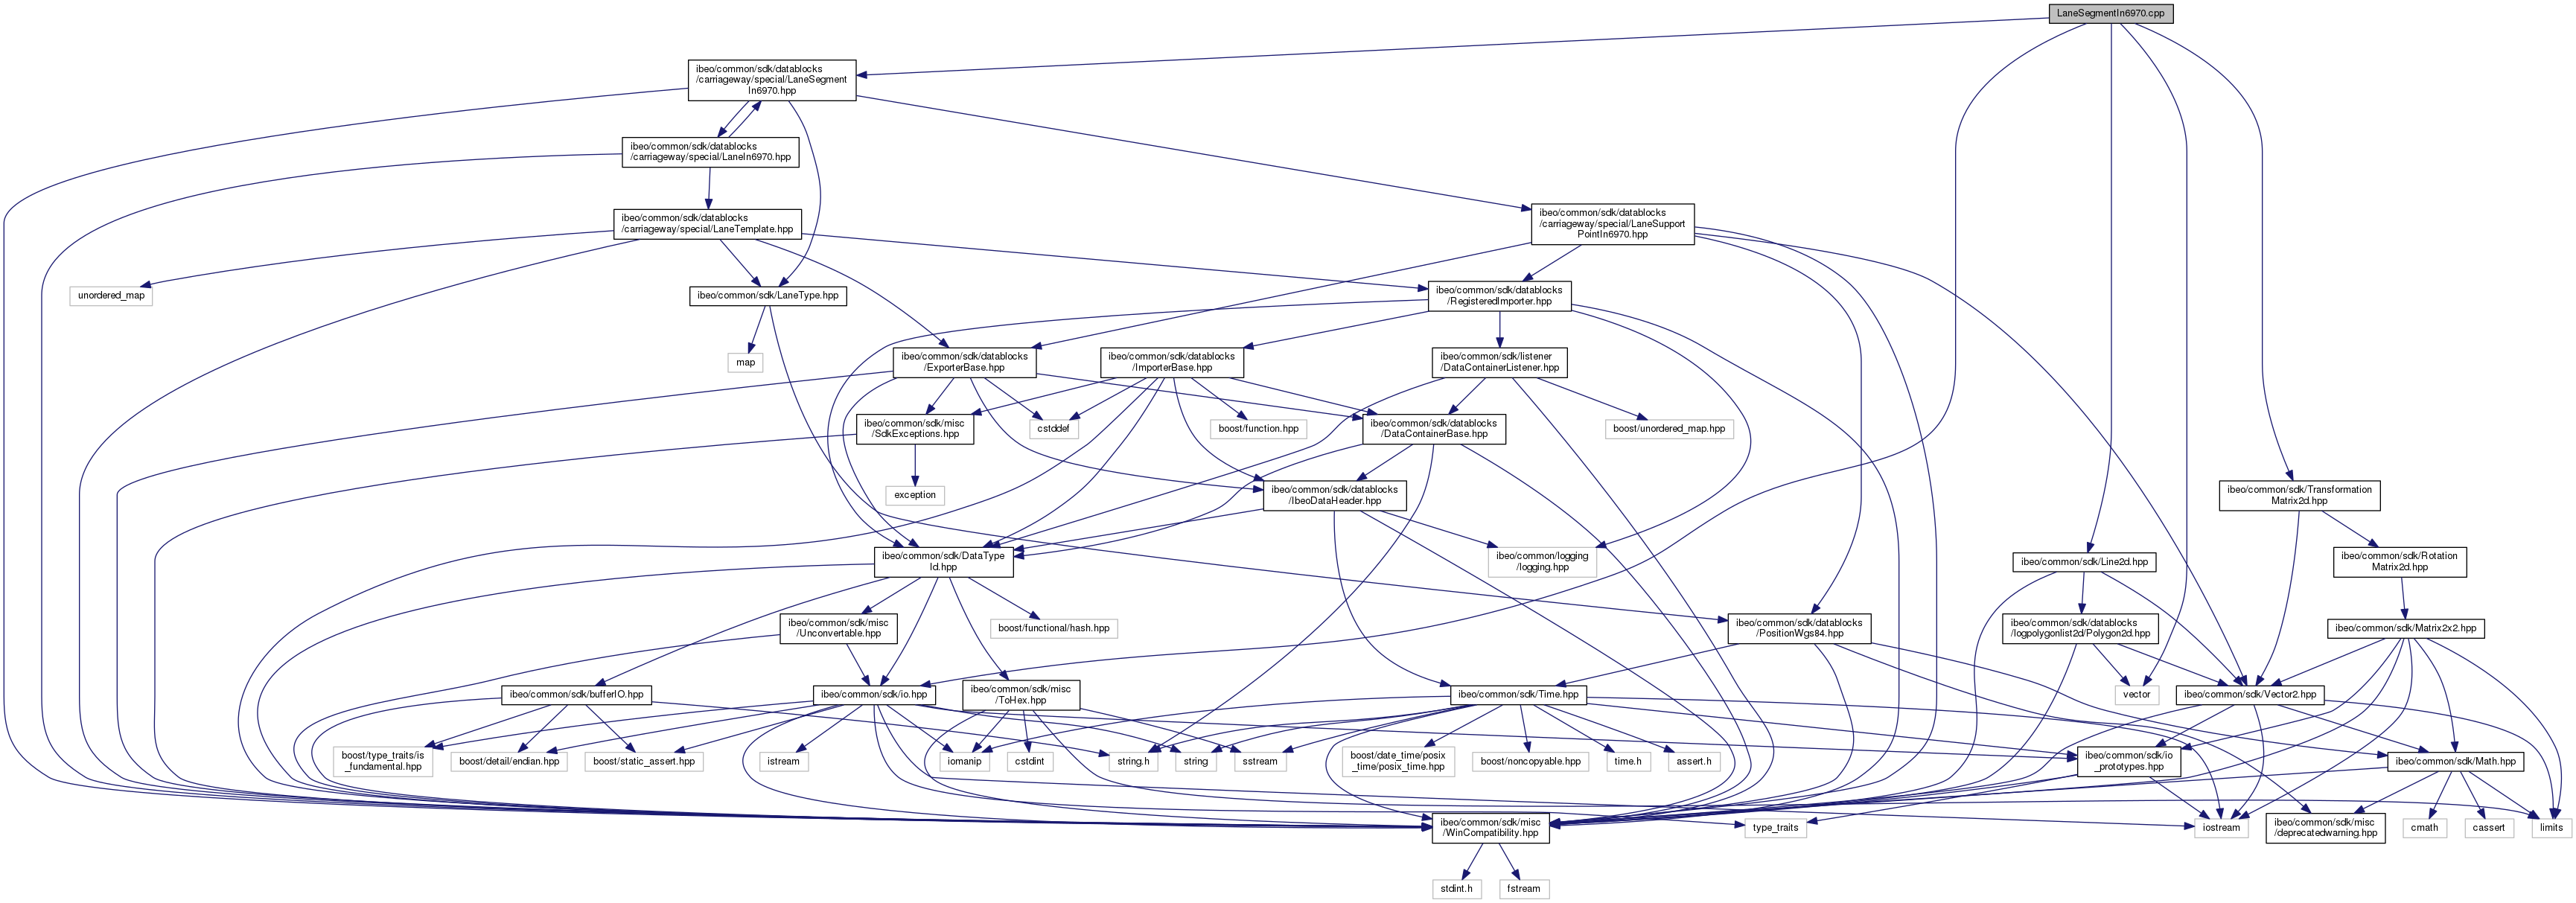 LaneSegmentIn6970.cpp
ibeo/common/sdk/datablocks
/carriageway/special/LaneSegment
In6970.hpp
ibeo/common/sdk/datablocks
/carriageway/special/LaneIn6970.hpp
ibeo/common/sdk/datablocks
/carriageway/special/LaneTemplate.hpp
ibeo/common/sdk/datablocks
/carriageway/special/LaneSupport
PointIn6970.hpp
unordered_map
ibeo/common/sdk/LaneType.hpp
ibeo/common/sdk/datablocks
/RegisteredImporter.hpp
map
ibeo/common/sdk/datablocks
/ExporterBase.hpp
ibeo/common/sdk/datablocks
/ImporterBase.hpp
ibeo/common/sdk/listener
/DataContainerListener.hpp
ibeo/common/sdk/misc
/SdkExceptions.hpp
cstddef
boost/function.hpp
ibeo/common/sdk/datablocks
/DataContainerBase.hpp
boost/unordered_map.hpp
exception
ibeo/common/sdk/datablocks
/IbeoDataHeader.hpp
ibeo/common/sdk/Transformation
Matrix2d.hpp
ibeo/common/sdk/DataType
Id.hpp
ibeo/common/logging
/logging.hpp
ibeo/common/sdk/Line2d.hpp
ibeo/common/sdk/Rotation
Matrix2d.hpp
ibeo/common/sdk/misc
/Unconvertable.hpp
boost/functional/hash.hpp
ibeo/common/sdk/datablocks
/PositionWgs84.hpp
ibeo/common/sdk/datablocks
/logpolygonlist2d/Polygon2d.hpp
ibeo/common/sdk/Matrix2x2.hpp
ibeo/common/sdk/bufferIO.hpp
ibeo/common/sdk/io.hpp
ibeo/common/sdk/misc
/ToHex.hpp
ibeo/common/sdk/Time.hpp
vector
ibeo/common/sdk/Vector2.hpp
boost/type_traits/is
_fundamental.hpp
boost/detail/endian.hpp
boost/static_assert.hpp
istream
iomanip
cstdint
string.h
string
sstream
boost/date_time/posix
_time/posix_time.hpp
boost/noncopyable.hpp
time.h
assert.h
ibeo/common/sdk/io
_prototypes.hpp
ibeo/common/sdk/Math.hpp
ibeo/common/sdk/misc
/WinCompatibility.hpp
type_traits
iostream
ibeo/common/sdk/misc
/deprecatedwarning.hpp
cmath
cassert
limits
stdint.h
fstream